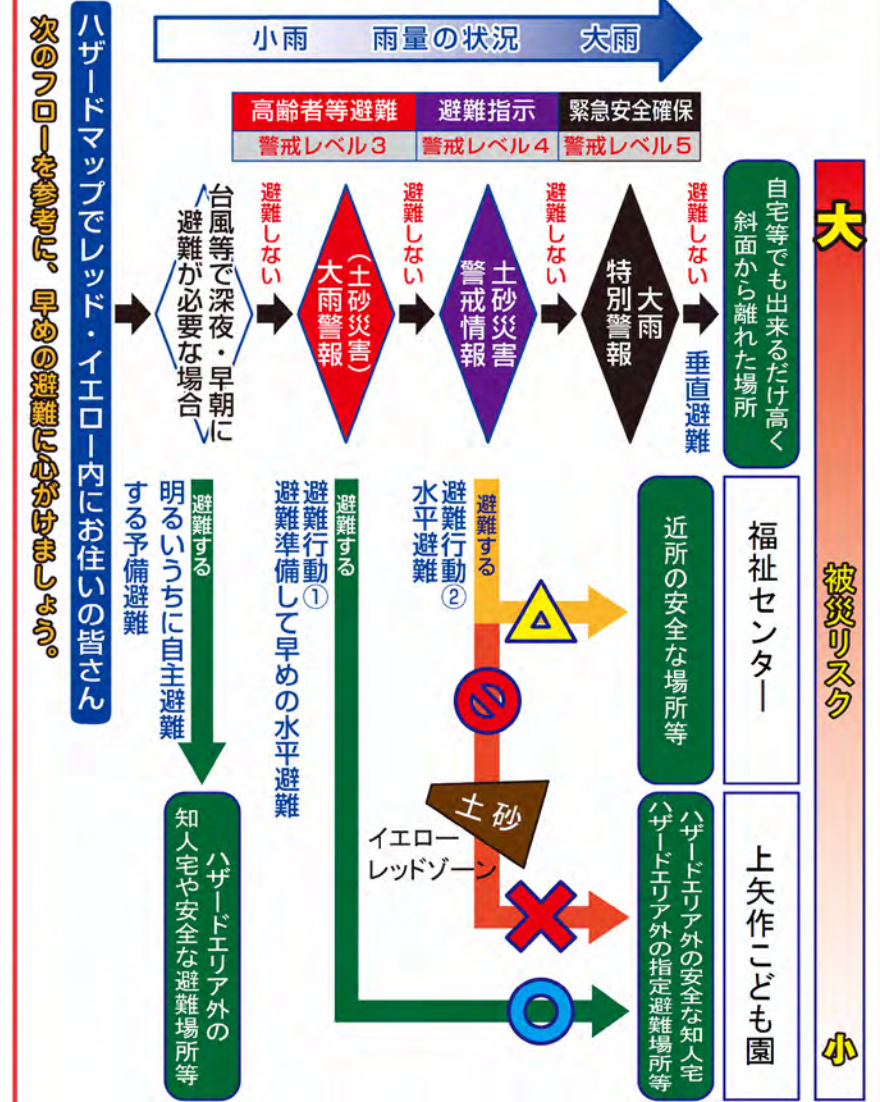 ハザードマップでレッド・イエロー内にお住いの皆さん
次のフローを参考に、早めの避難に心がけましょう。
小雨　雨量の状況　大雨
高齢者等避難
警戒レベル3
避難指示
警戒レベル4
緊急安全確保
警戒レベル5
台風等で深夜・早朝に
避難が必要な場合
避難しない
(土砂災害)
大雨警報
避難しない
土砂災害
警戒情報
避難しない
大雨
特別警報
避難しない
垂直避難
自宅等でも出来るだけ高く
斜面から離れた場所
避難する
明るいうちに自主避難
する予備避難
ハザードエリア外の
知人宅や安全な避難場所等
避難する
避難行動①
避難準備して早めの水平避難
避難する
避難行動②
水平避難
土砂
イエロー
レッドゾーン
近所の安全な場所等
福祉センター
ハザードエリア外の安全な知人宅
ハザードエリア外の指定避難場所等
上矢作こども園
大
被災リスク
小